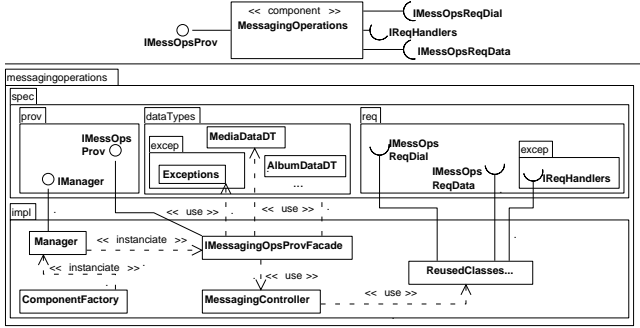 << component >>
MessagingOperations
IMessOpsProv
IMessOpsReqDial
IReqHandlers
IMessOpsReqData
messagingoperations
spec
prov
IMessOps
Prov
IManager
dataTypes
MediaDataDT
excep
Exceptions
AlbumDataDT
...
req
IMessOps
ReqDial
IMessOps
ReqData
excep
IReqHandlers
<< use >>
<< use >>
impl
Manager
<< instanciate >>
IMessagingOpsProvFacade
<< instanciate >>
<< use >>
ReusedClasses...
ComponentFactory
MessagingController
<< use >>